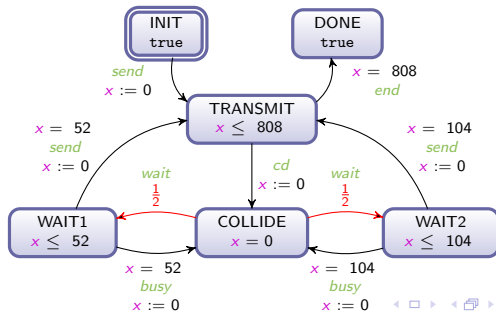 INIT
true
DONE
true
send
x := 0
x = 808
end
TRANSMIT
x ≤ 808
x = 52
send
x := 0
x = 104
send
x := 0
cd
x := 0
wait
1/2
wait
1/2
WAIT1
x ≤ 52
COLLIDE
x = 0
WAIT2
x ≤ 104
x = 52
busy
x := 0
x = 104
busy
x := 0